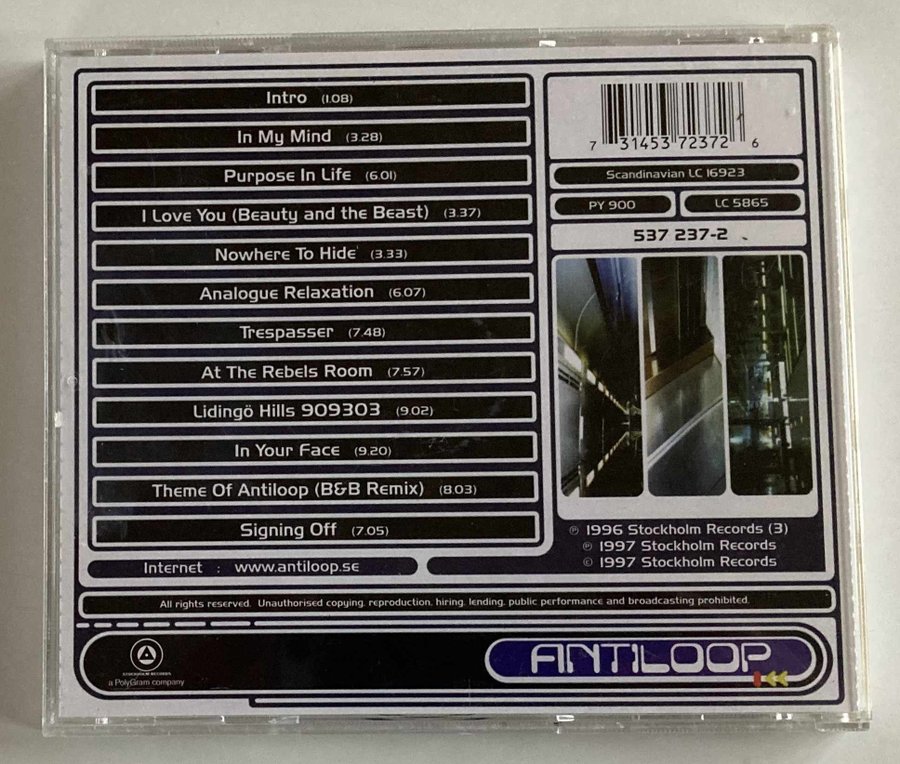 Intro (1.08)
In My Mind (3.28)
Purpose In Life (6.01)
I Love You (Beauty and the Beast) (3.37)
Nowhere To Hide (3.33)
Analogue Relaxation (6.07)
Trespasser (7.48)
At The Rebels Room (7.57)
Lidingö Hills 909303 (9.02)
In Your Face (9.20)
Theme Of Antiloop (B&B Remix) (8.03)
Signing Off (7.05)
Internet : www.antiloop.se
7 31453 72372 6
Scandinavian LC 16923
PY 900
LC 5865
537 237-2
℗ 1996 Stockholm Records (3)
℗ 1997 Stockholm Records
© 1997 Stockholm Records
All rights reserved. Unauthorised copying, reproduction, hiring, lending, public performance and broadcasting prohibited.
STOCKHOLM RECORDS
a PolyGram company
ANTILOOP